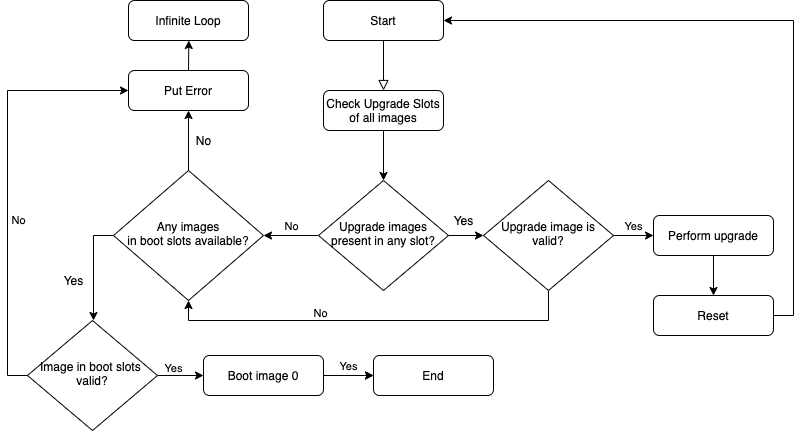 Infinite Loop
Start
Put Error
Check Upgrade Slots
of all images
No
Any images
in boot slots available?
No
Upgrade images
present in any slot?
Yes
Upgrade image is
valid?
Yes
Perform upgrade
No
Yes
No
Reset
Image in boot slots
valid?
Yes
Boot image 0
Yes
End